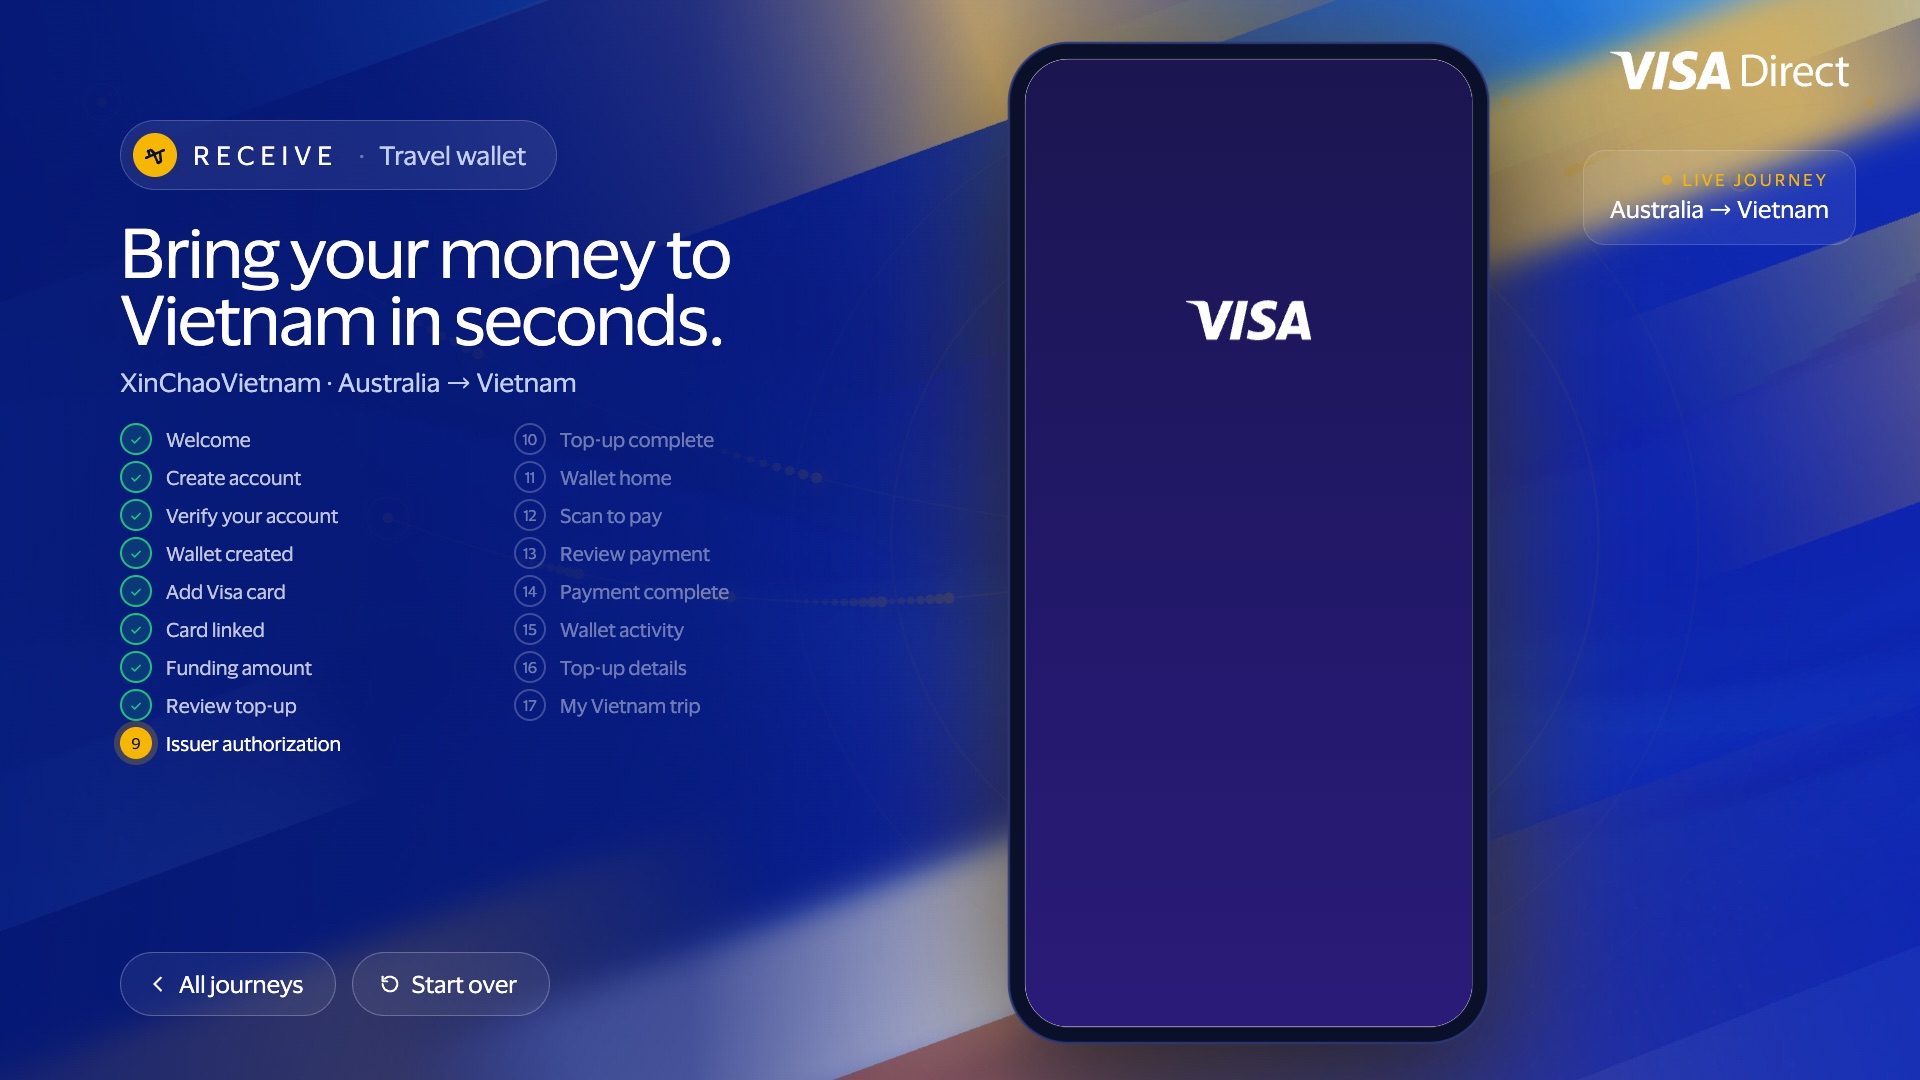 RECEIVE · Travel wallet
Bring your money to
Vietnam in seconds.
XinChaoVietnam · Australia → Vietnam
Welcome
Create account
Verify your account
Wallet created
Add Visa card
Card linked
Funding amount
Review top-up
9 Issuer authorization
10 Top-up complete
11 Wallet home
12 Scan to pay
13 Review payment
14 Payment complete
15 Wallet activity
16 Top-up details
17 My Vietnam trip
All journeys
Start over
VISA
VISA Direct
LIVE JOURNEY
Australia → Vietnam